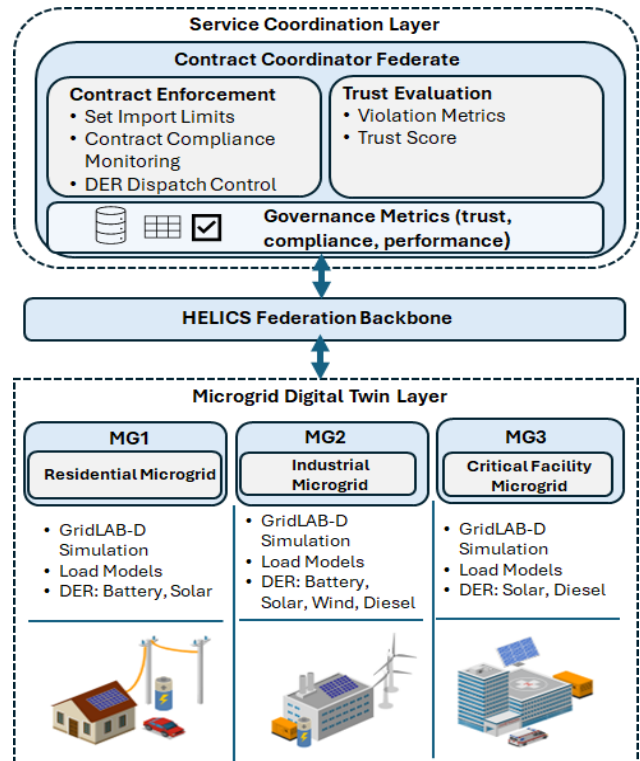 Service Coordination Layer
Contract Coordinator Federate
Contract Enforcement
• Set Import Limits
• Contract Compliance
Monitoring
• DER Dispatch Control
Trust Evaluation
• Violation Metrics
• Trust Score
Governance Metrics (trust,
compliance, performance)
HELICS Federation Backbone
Microgrid Digital Twin Layer
MG1
Residential Microgrid
• GridLAB-D
Simulation
• Load Models
• DER: Battery, Solar
MG2
Industrial
Microgrid
• GridLAB-D
Simulation
• Load Models
• DER: Battery,
Solar, Wind, Diesel
MG3
Critical Facility
Microgrid
• GridLAB-D
Simulation
• Load Models
• DER: Solar, Diesel